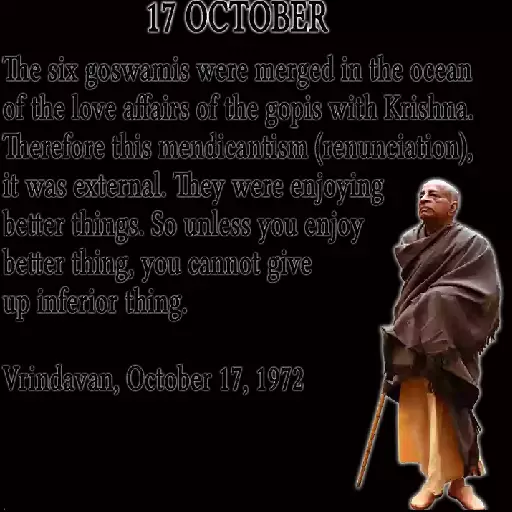 17 OCTOBER
The six goswamis were merged in the ocean
of the love affairs of the gopis with Krishna.
Therefore this mendicantism (renunciation),
it was external. They were enjoying
better things. So unless you enjoy
better thing, you cannot give
up inferior thing.
Vrindavan, October 17, 1972